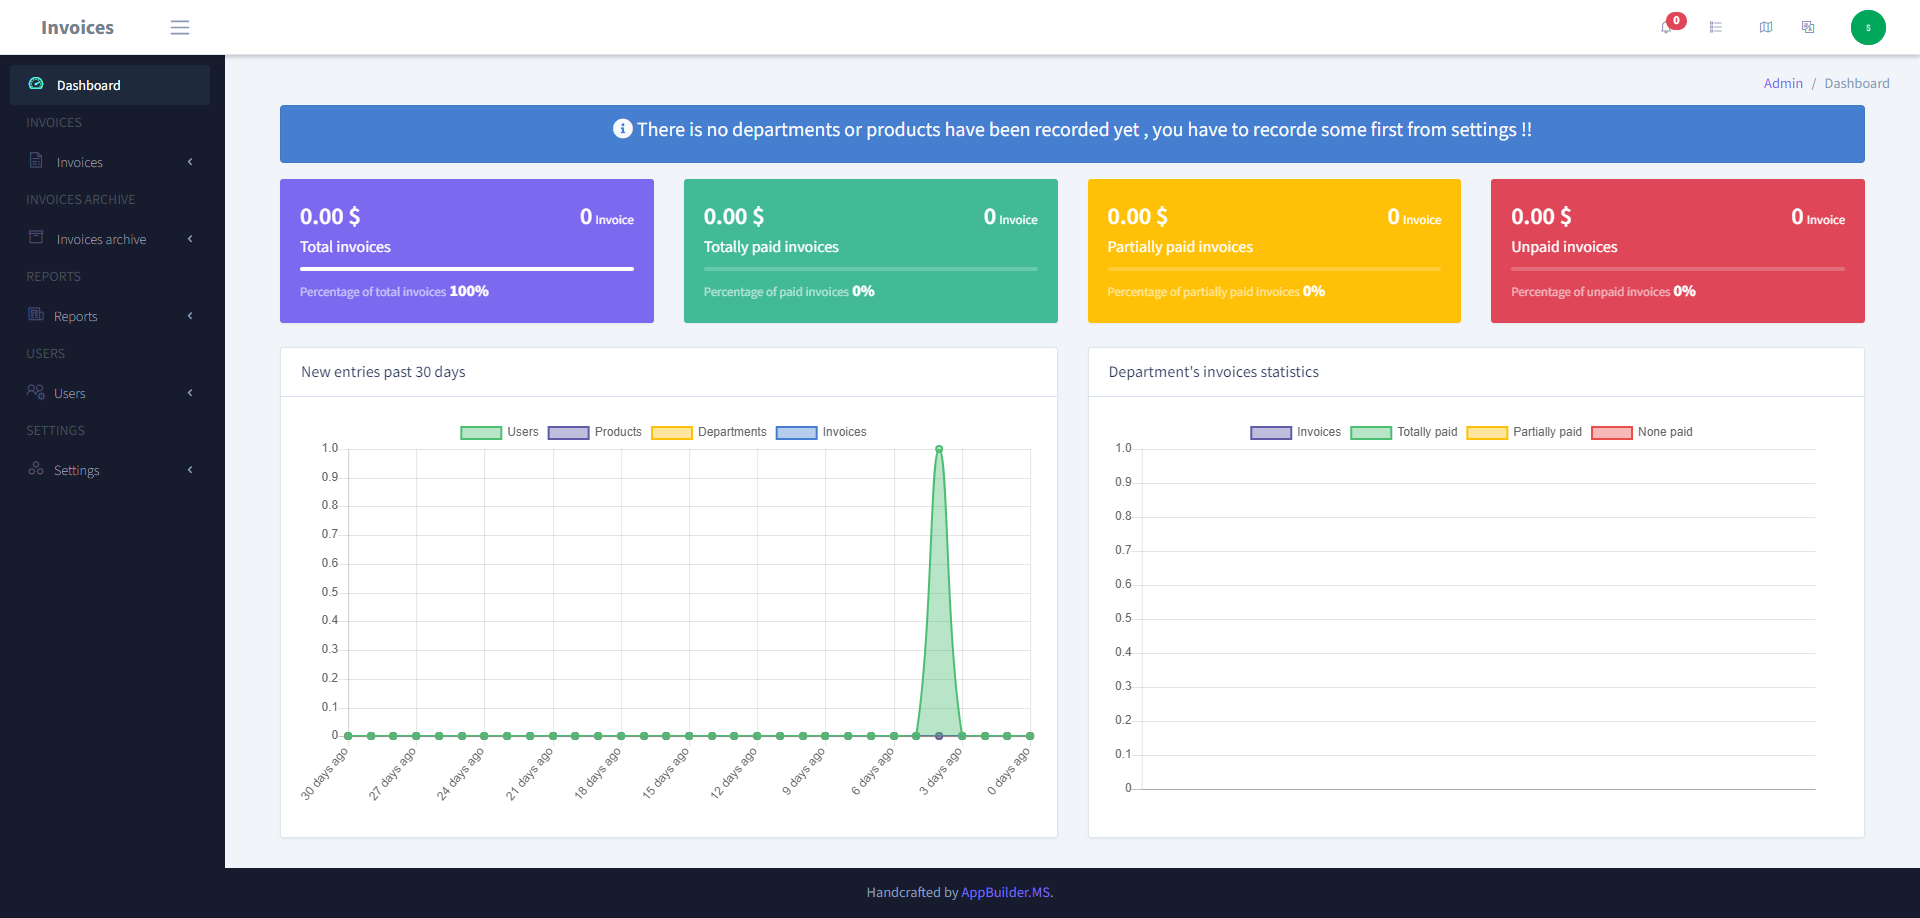 Invoices
0
$
Dashboard
INVOICES
Invoices
INVOICES ARCHIVE
Invoices archive
REPORTS
Reports
USERS
Users
SETTINGS
Settings
Admin / Dashboard
There is no departments or products have been recorded yet , you have to recorde some first from settings !!
0.00 $ 0 Invoice
Total invoices
Percentage of total invoices 100%
0.00 $ 0 Invoice
Totally paid invoices
Percentage of paid invoices 0%
0.00 $ 0 Invoice
Partially paid invoices
Percentage of partially paid invoices 0%
0.00 $ 0 Invoice
Unpaid invoices
Percentage of unpaid invoices 0%
New entries past 30 days
Users Products Departments Invoices
1.0
0.9
0.8
0.7
0.6
0.5
0.4
0.3
0.2
0.1
0
30 days ago 27 days ago 24 days ago 21 days ago 18 days ago 15 days ago 12 days ago 9 days ago 6 days ago 3 days ago 0 days ago
Department's invoices statistics
Invoices Totally paid Partially paid None paid
1.0
0.9
0.8
0.7
0.6
0.5
0.4
0.3
0.2
0.1
0
Handcrafted by AppBuilder.MS.